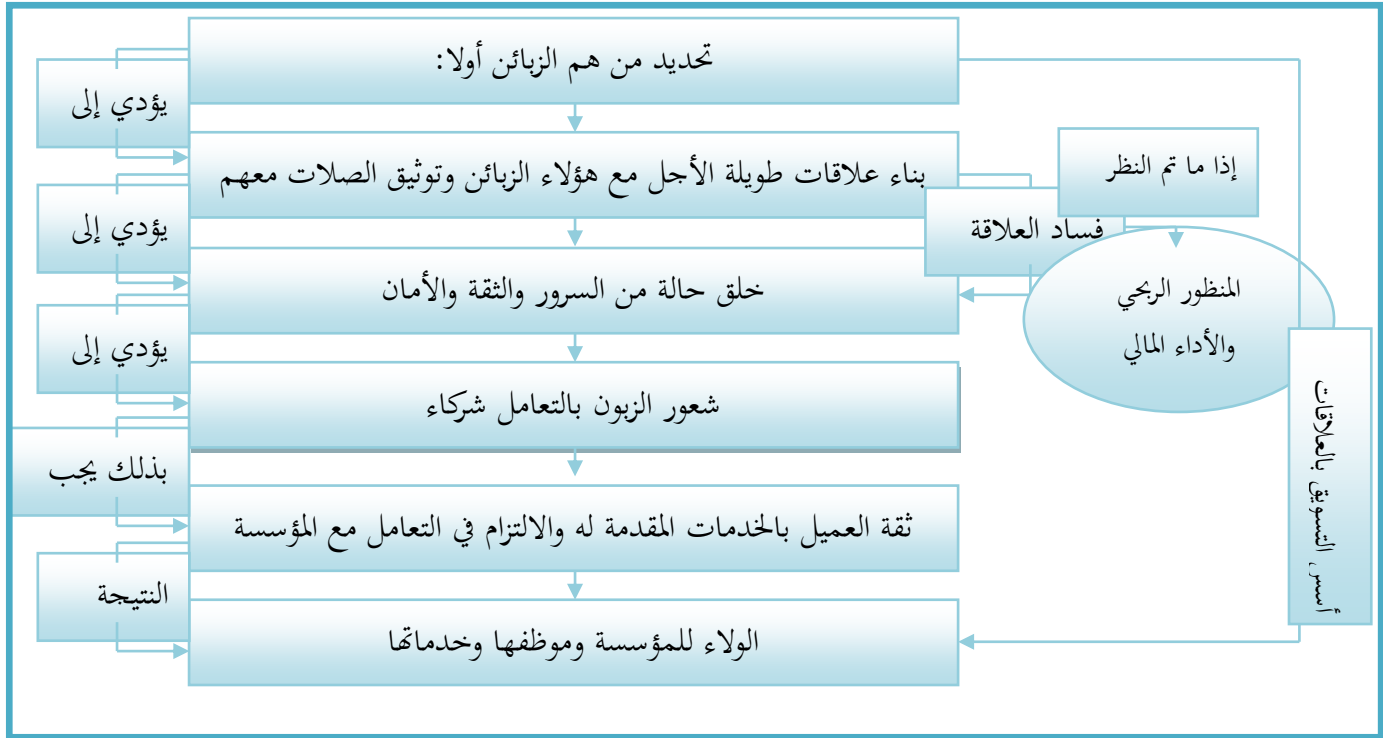 تحديد من هم الزبائن أولا:
يؤدي إلى
بناء علاقات طويلة الأجل مع هؤلاء الزبائن وتوثيق الصلات معهم
إذا ما تم النظر
فساد العلاقة
يؤدي إلى
خلق حالة من السرور والثقة والأمان
المنظور الربحي
والأداء المالي
يؤدي إلى
شعور الزبون بالتعامل شركاء
أسس التسويق بالعلاقات
بذلك يجب
ثقة العميل بالخدمات المقدمة له والالتزام في التعامل مع المؤسسة
النتيجة
الولاء للمؤسسة وموظفها وخدماتها